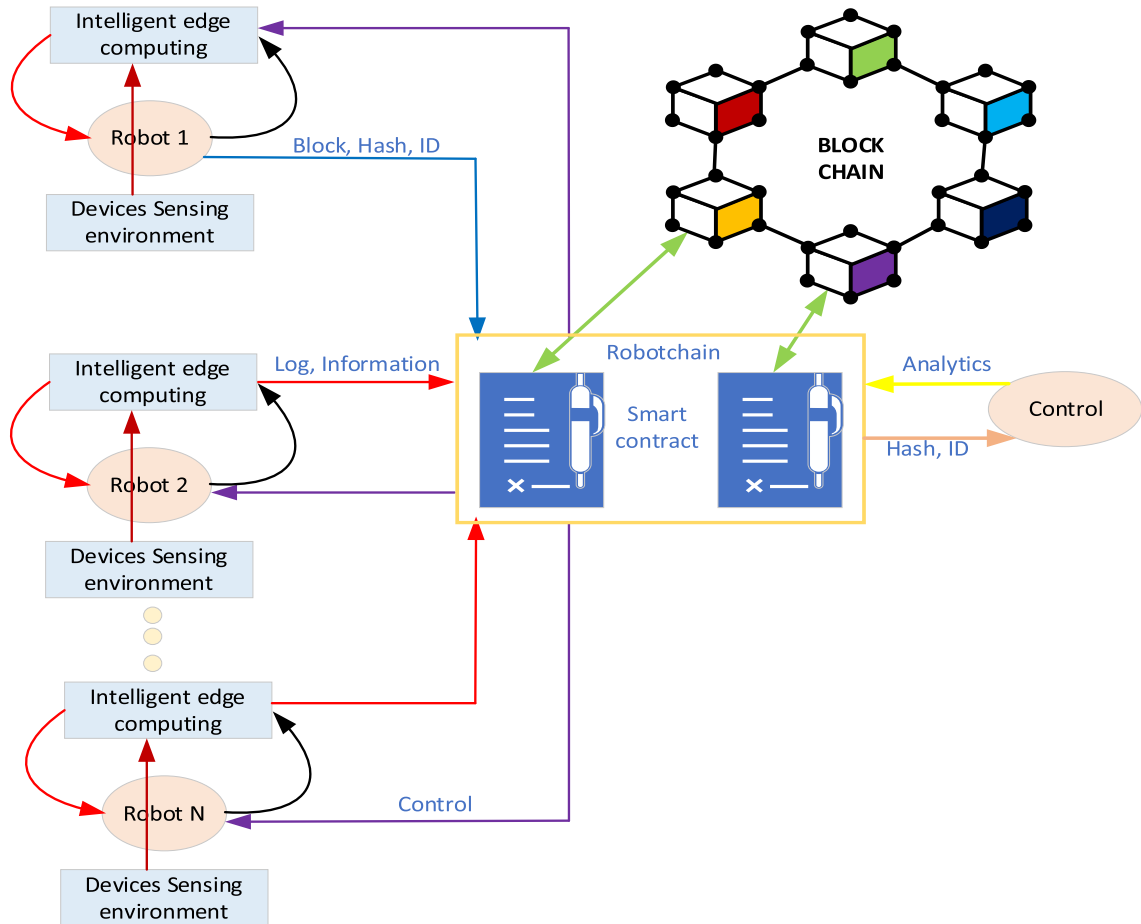 Intelligent edge
computing
Robot 1
Block, Hash, ID
Devices Sensing
environment
BLOCK
CHAIN
Intelligent edge
computing
Log, Information
Robotchain
Analytics
Smart
contract
Control
Hash, ID
Robot 2
Devices Sensing
environment
Intelligent edge
computing
Robot N
Control
Devices Sensing
environment